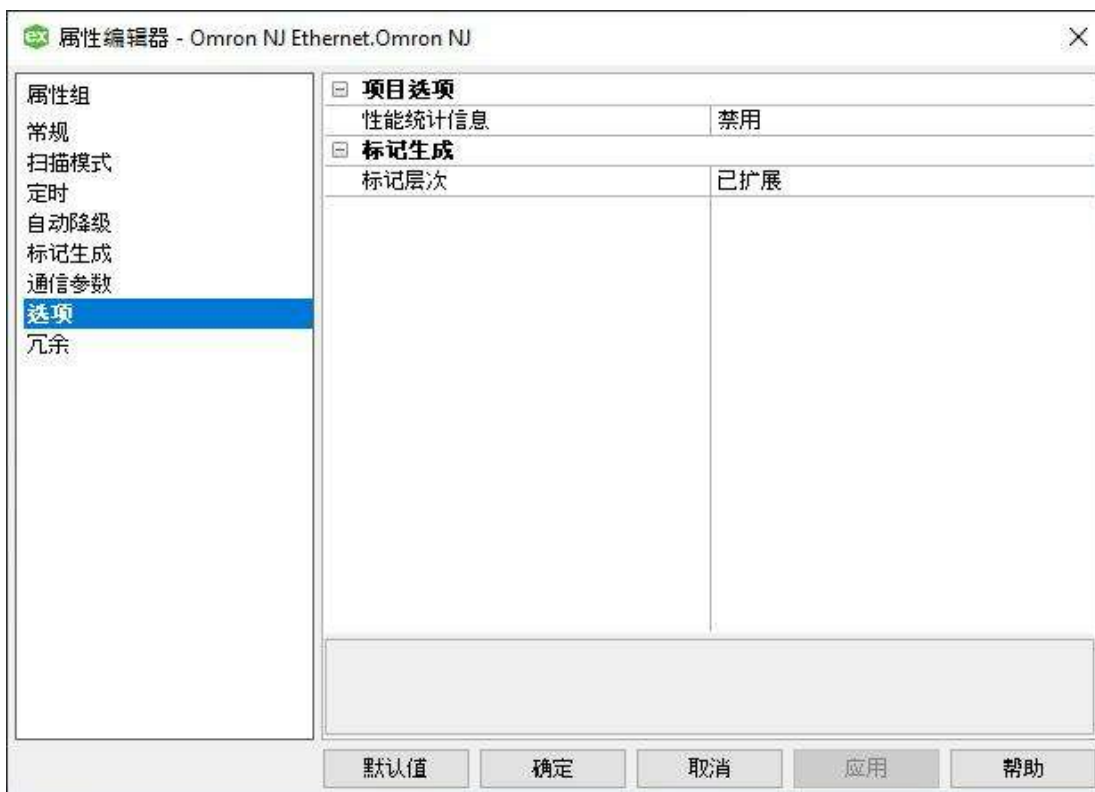 属性编辑器 - Omron NJ Ethernet.Omron NJ
属性组
常规
扫描模式
定时
自动降级
标记生成
通信参数
选项
冗余
项目选项
性能统计信息 禁用
标记生成
标记层次 已扩展
默认值 确定 取消 应用 帮助